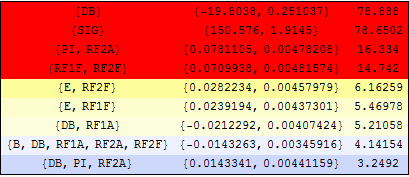 {DB} {-19.8038, 0.251037} 78.888
{SIG} {150.576, 1.9145} 78.6502
{PI, RF2A} {0.0781105, 0.00478208} 16.334
{RF1F, RF2F} {0.0709938, 0.00481574} 14.742
{E, RF2F} {0.0282234, 0.00457979} 6.16259
{E, RF1F} {0.0239194, 0.00437301} 5.46978
{DB, RF1A} {-0.0212292, 0.00407424} 5.21058
{B, DB, RF1A, RF2A, RF2F} {-0.0143263, 0.00345916} 4.14154
{DB, PI, RF2A} {0.0143341, 0.00441159} 3.2492